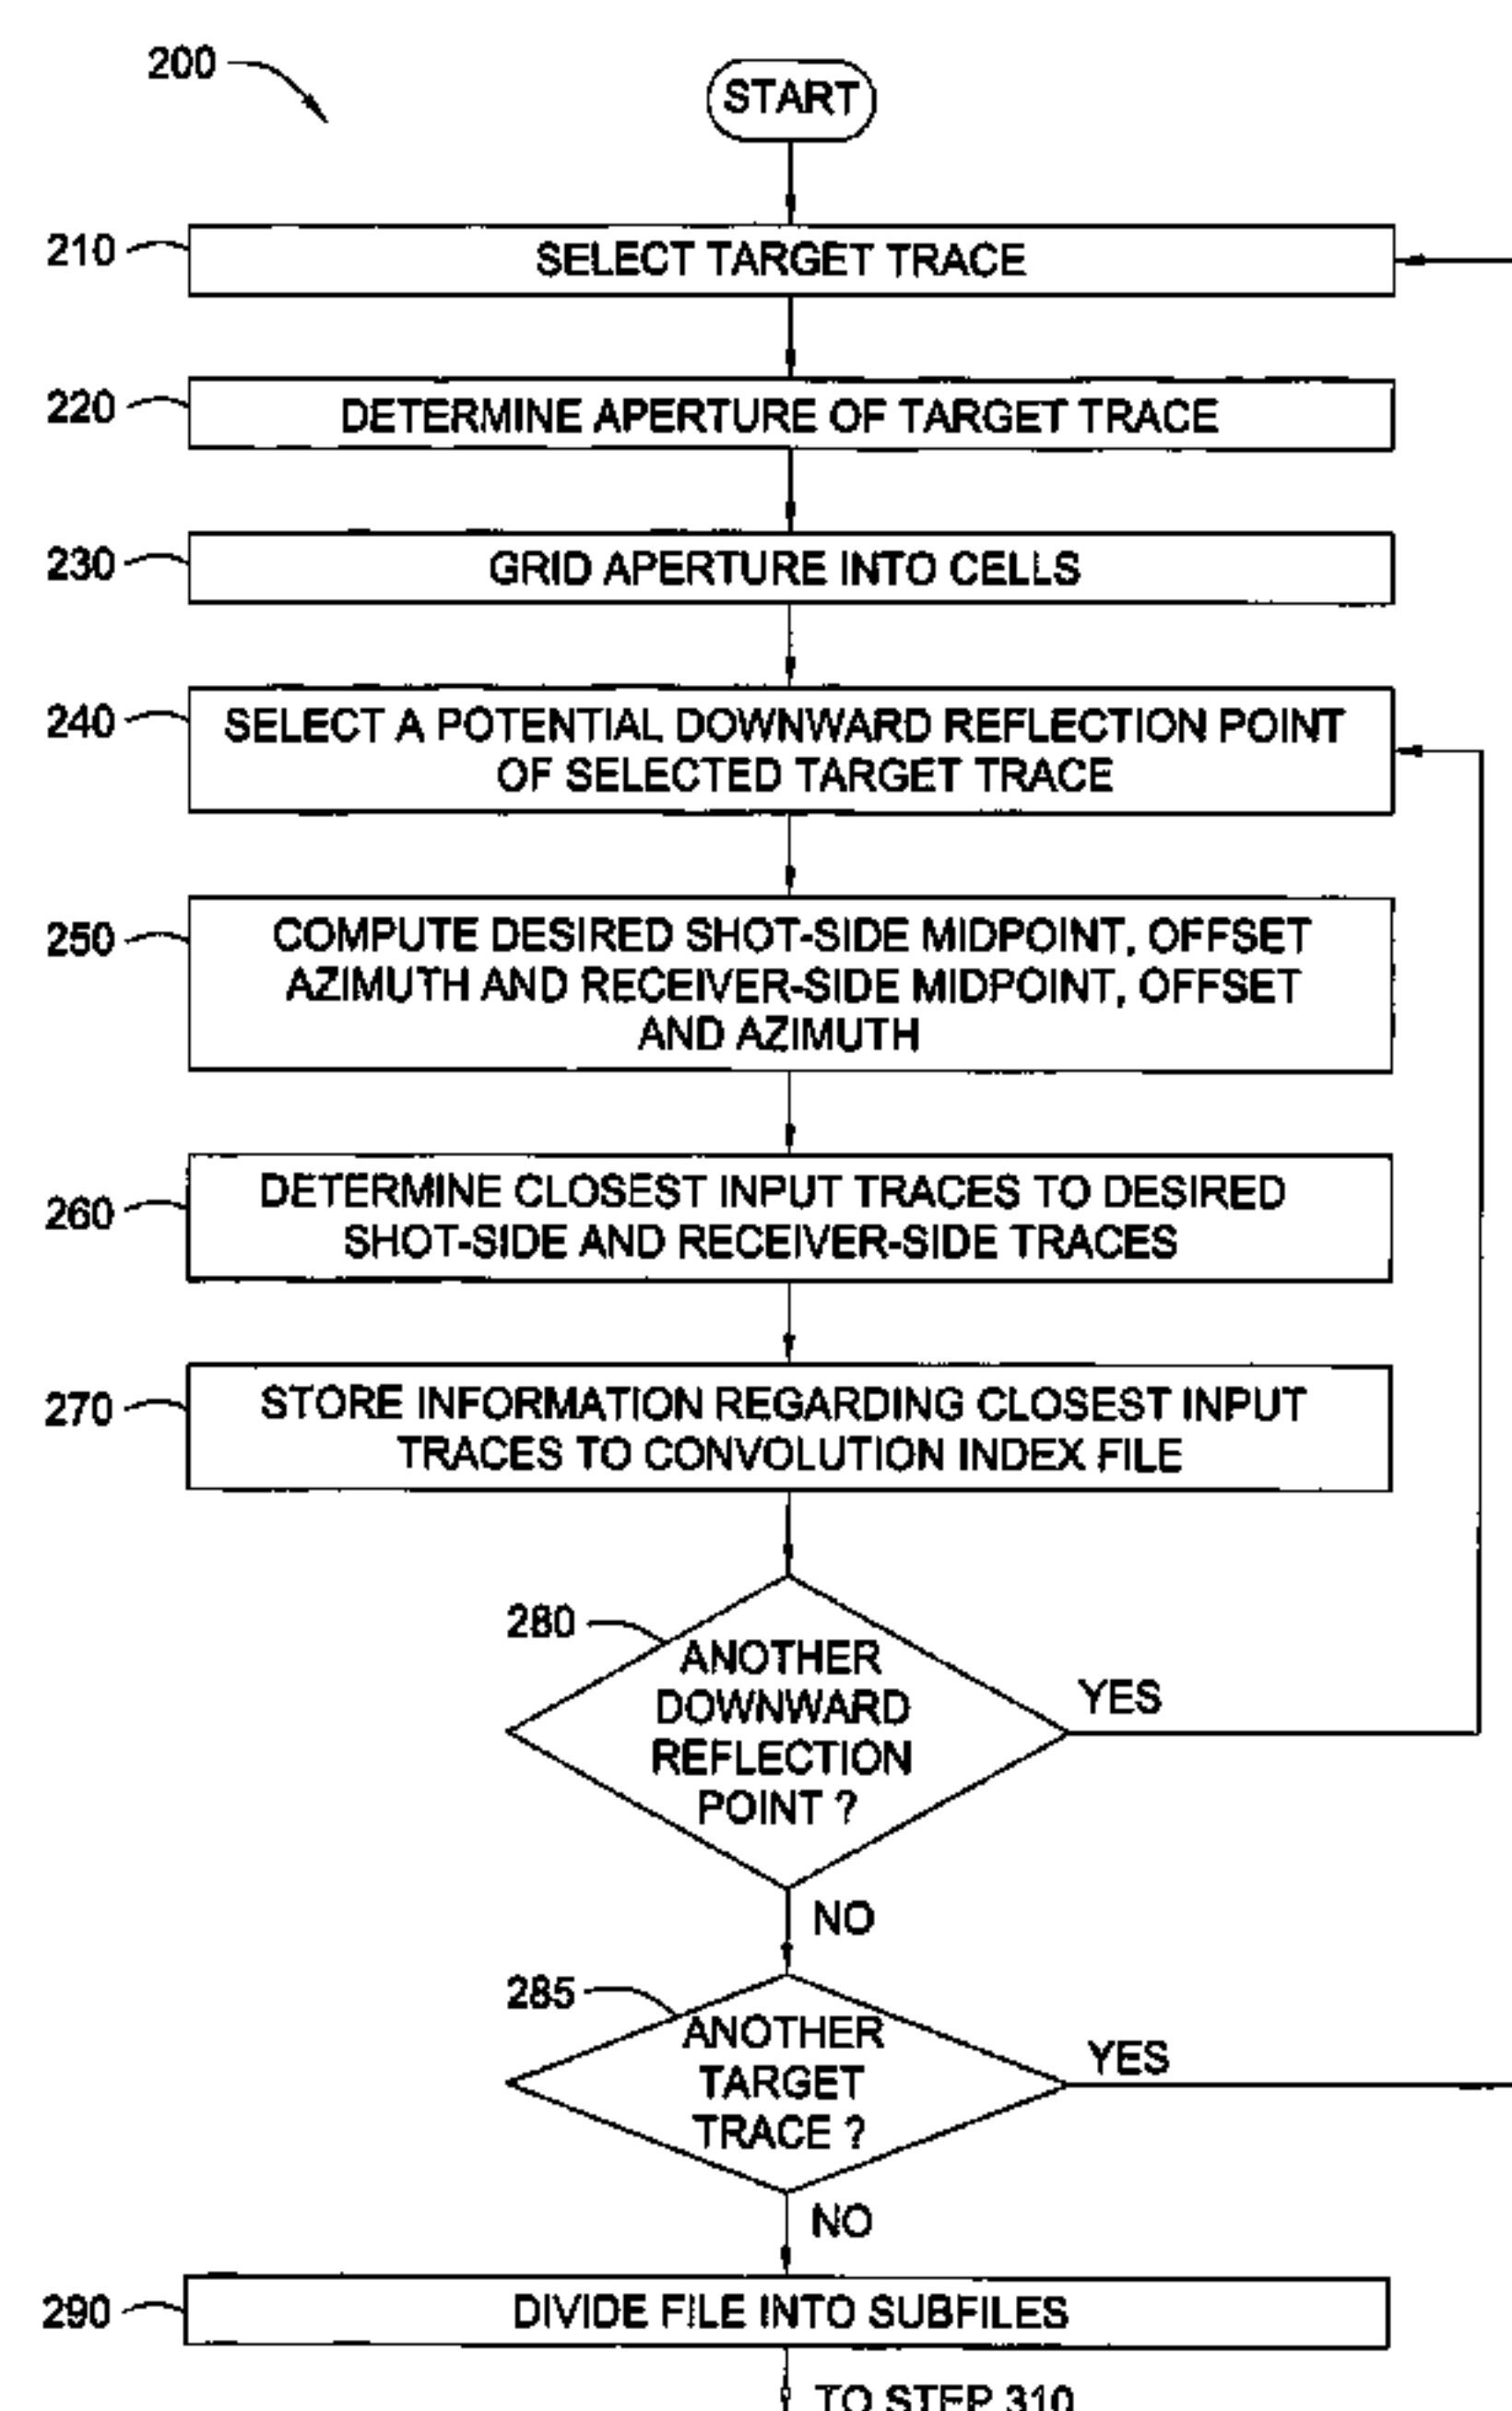 200
START
210
SELECT TARGET TRACE
220
DETERMINE APERTURE OF TARGET TRACE
230
GRID APERTURE INTO CELLS
240
SELECT A POTENTIAL DOWNWARD REFLECTION POINT
OF SELECTED TARGET TRACE
250
COMPUTE DESIRED SHOT-SIDE MIDPOINT, OFFSET
AZIMUTH AND RECEIVER-SIDE MIDPOINT, OFFSET
AND AZIMUTH
260
DETERMINE CLOSEST INPUT TRACES TO DESIRED
SHOT-SIDE AND RECEIVER-SIDE TRACES
270
STORE INFORMATION REGARDING CLOSEST INPUT
TRACES TO CONVOLUTION INDEX FILE
280
ANOTHER
DOWNWARD
REFLECTION
POINT ?
YES
NO
285
ANOTHER
TARGET
TRACE ?
YES
NO
290
DIVIDE FILE INTO SUBFILES
TO STEP 310